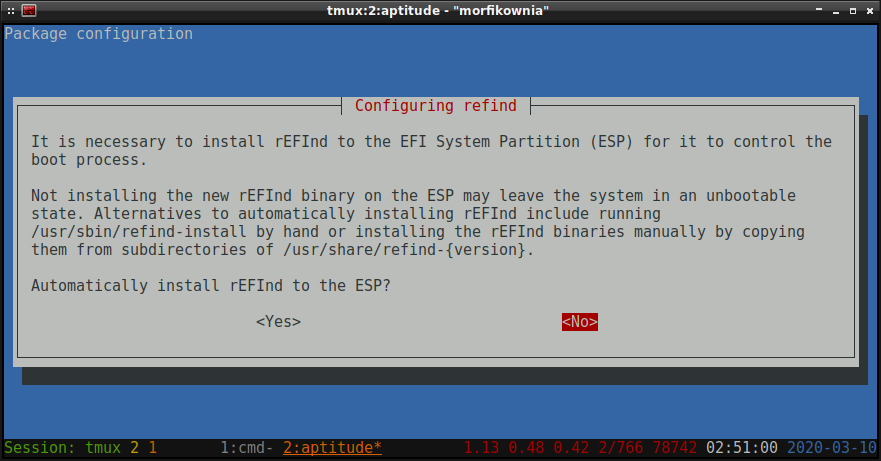 tmux:2:aptitude - "morfikownia"
Package configuration
Configuring refind
It is necessary to install rEFInd to the EFI System Partition (ESP) for it to control the
boot process.
Not installing the new rEFInd binary on the ESP may leave the system in an unbootable
state. Alternatives to automatically installing rEFInd include running
/usr/sbin/refind-install by hand or installing the rEFInd binaries manually by copying
them from subdirectories of /usr/share/refind-{version}.
Automatically install rEFInd to the ESP?
<Yes> <No>
Session: tmux 2 1 1:cmd- 2:aptitude* 1.13 0.48 0.42 2/766 78742 02:51:00 2020-03-10